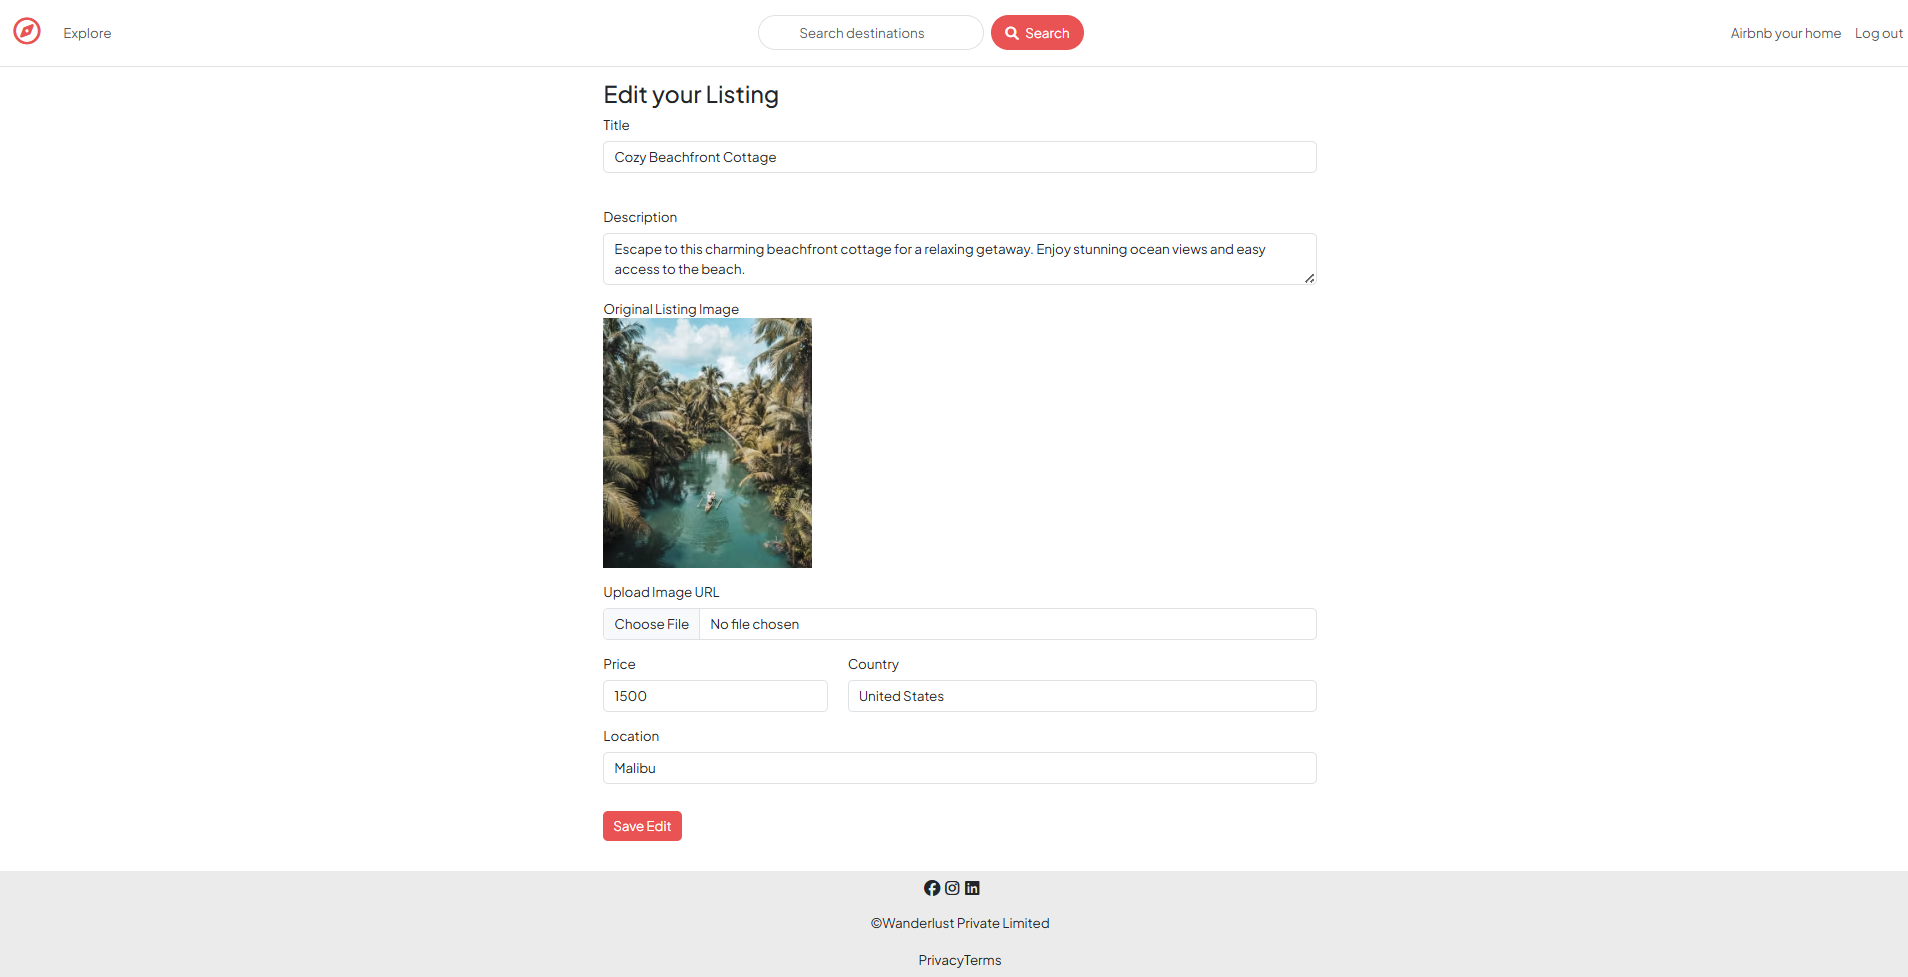 Explore
Search destinations
Search
Airbnb your home
Log out
Edit your Listing
Title
Cozy Beachfront Cottage
Description
Escape to this charming beachfront cottage for a relaxing getaway. Enjoy stunning ocean views and easy
access to the beach.
Original Listing Image
Upload Image URL
Choose File
No file chosen
Price
Country
1500
United States
Location
Malibu
Save Edit
©Wanderlust Private Limited
PrivacyTerms